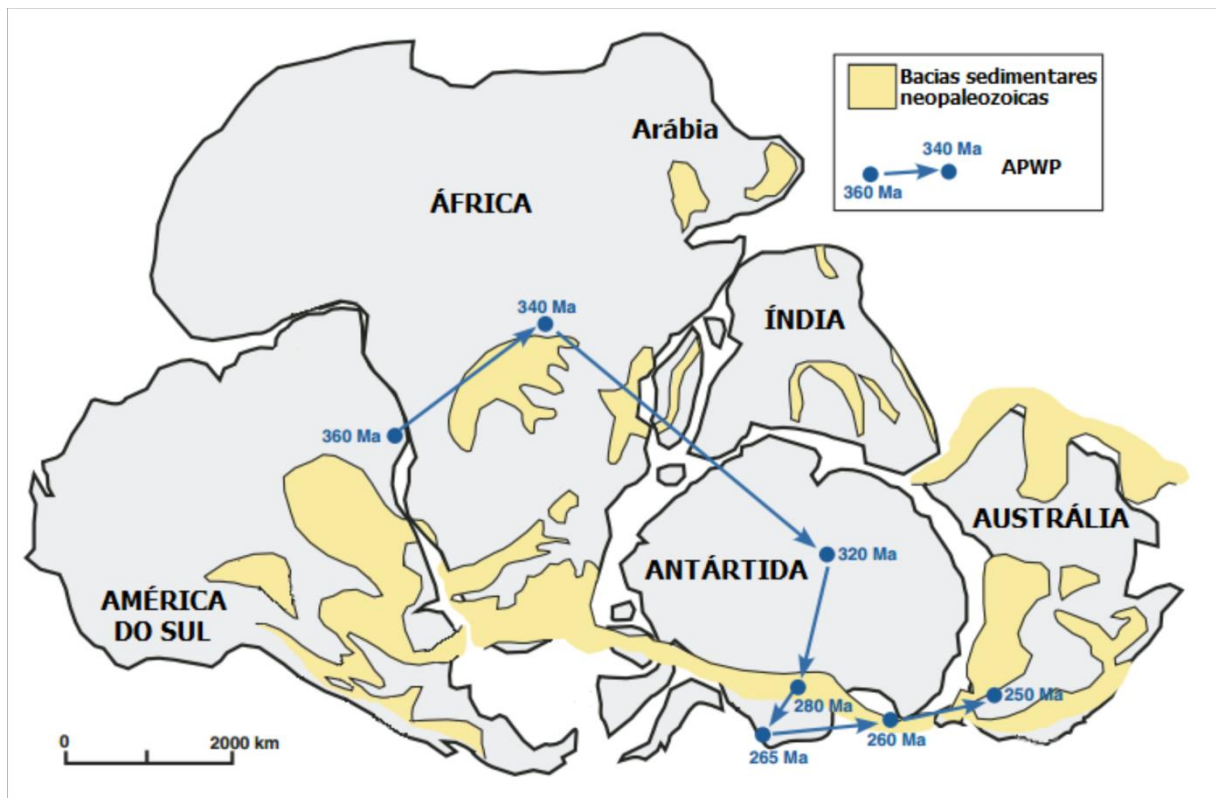 Bacias sedimentares
neopaleozoicas
340 Ma
360 Ma
APWP
Arábia
ÁFRICA
340 Ma
ÍNDIA
360 Ma
AUSTRÁLIA
320 Ma
ANTÁRTIDA
AMÉRICA
DO SUL
280 Ma
250 Ma
260 Ma
265 Ma
0
2000 km